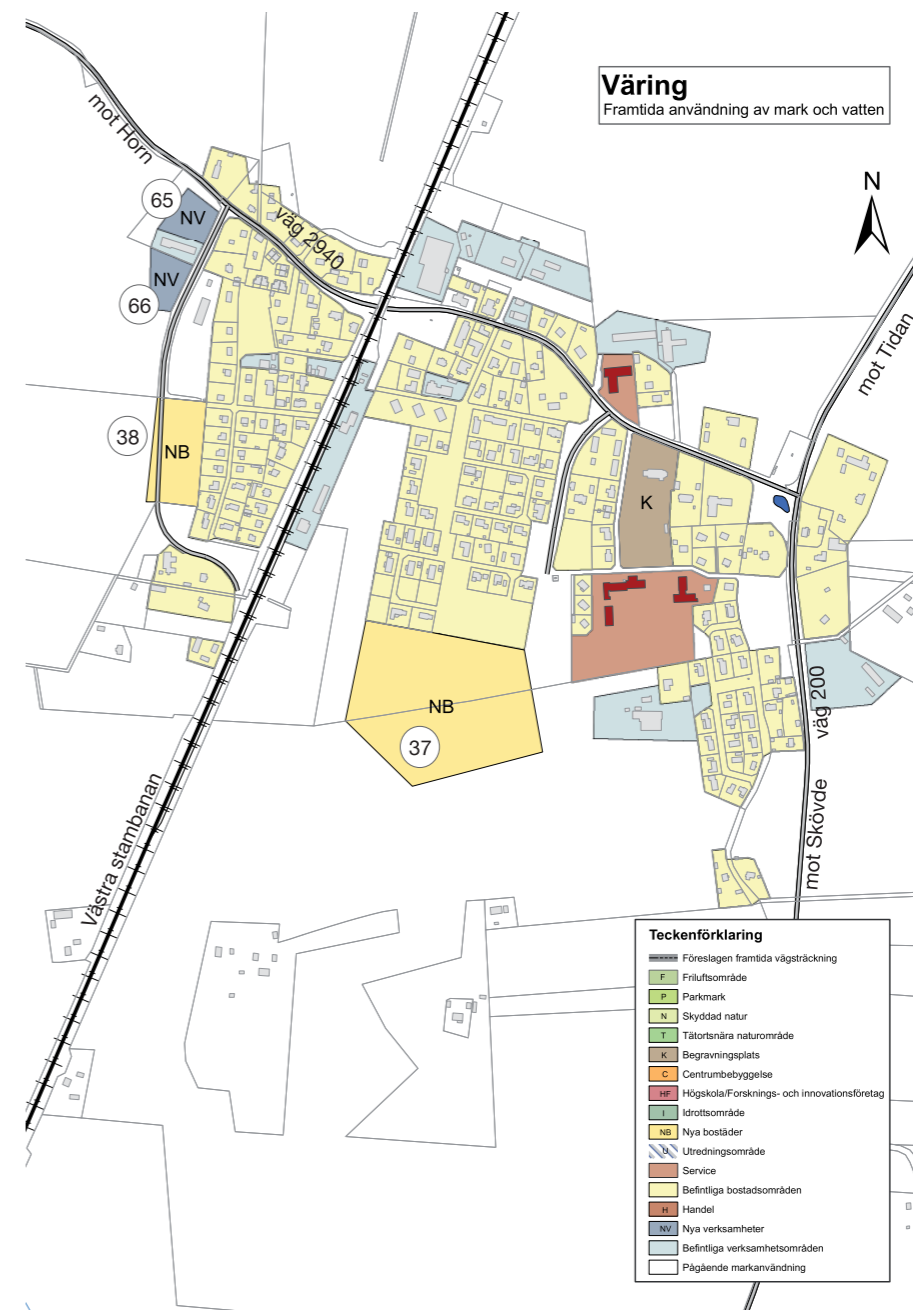 Väring
Framtida användning av mark och vatten
mot Horn
N
65
NV
väg 2940
NV
66
mot Tidan
38
NB
K
NB
väg 200
37
mot Skövde
Västra stambanan
Teckenförklaring
Föreslagen framtida vägsträckning
F Friluftsområde
P Parkmark
N Skyddad natur
T Tätortsnära naturområde
K Begravningsplats
C Centrumbebyggelse
HF Högskola/Forsknings- och innovationsföretag
I Idrottsområde
NB Nya bostäder
U Utredningsområde
Service
Befintliga bostadsområden
H Handel
NV Nya verksamheter
Befintliga verksamhetsområden
Pågående markanvändning